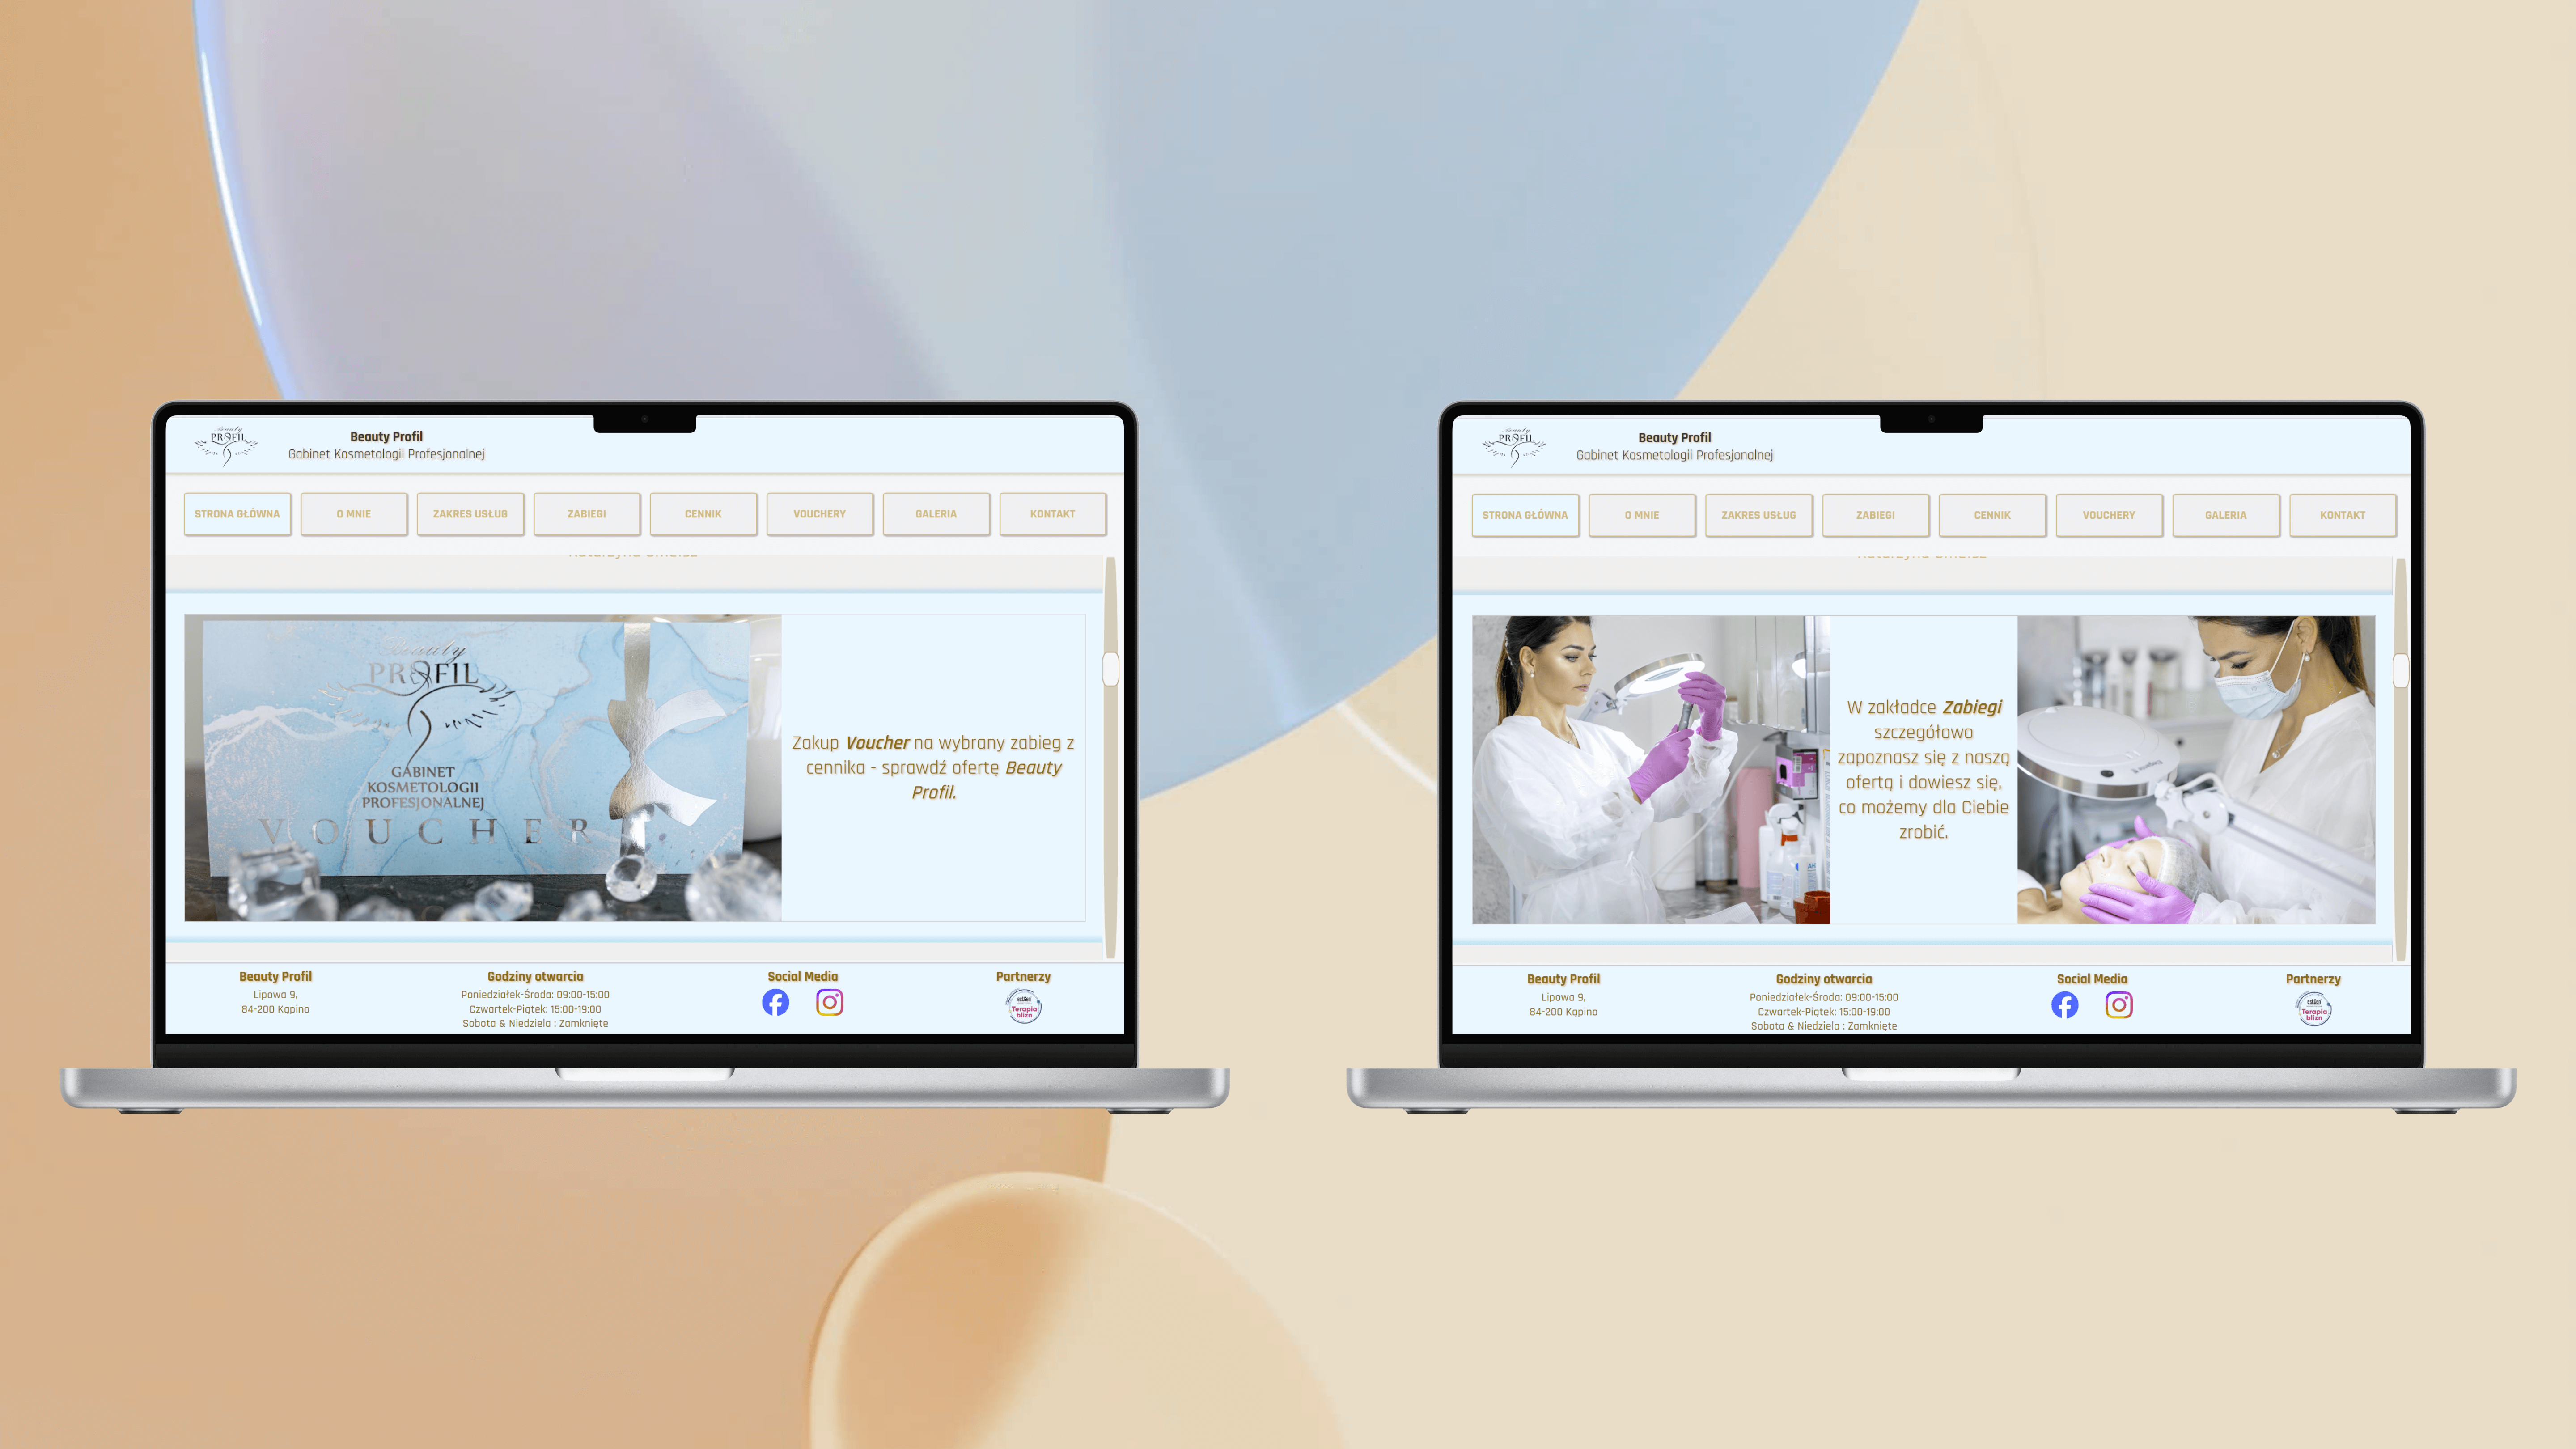 Beauty
PROFIL
Beauty Profil
Gabinet Kosmetologii Profesjonalnej
STRONA GŁÓWNA
O MNIE
ZAKRES USŁUG
ZABIEGI
CENNIK
VOUCHERY
GALERIA
KONTAKT
Beauty
PROFIL
GABINET
KOSMETOLOGII
PROFESJONALNEJ
VOUCHER
Zakup Voucher na wybrany zabieg z
cennika - sprawdź ofertę Beauty
Profil.
Beauty Profil
Lipowa 9,
84-200 Kąpino
Godziny otwarcia
Poniedziałek-Środa: 09:00-15:00
Czwartek-Piątek: 15:00-19:00
Sobota & Niedziela : Zamknięte
Social Media
Partnerzy
Terapia
blizn
Beauty
PROFIL
Beauty Profil
Gabinet Kosmetologii Profesjonalnej
STRONA GŁÓWNA
O MNIE
ZAKRES USŁUG
ZABIEGI
CENNIK
VOUCHERY
GALERIA
KONTAKT
W zakładce Zabiegi
szczegółowo
zapoznasz się z naszą
ofertą i dowiesz się,
co możemy dla Ciebie
zrobić.
Beauty Profil
Lipowa 9,
84-200 Kąpino
Godziny otwarcia
Poniedziałek-Środa: 09:00-15:00
Czwartek-Piątek: 15:00-19:00
Sobota & Niedziela : Zamknięte
Social Media
Partnerzy
Terapia
blizn